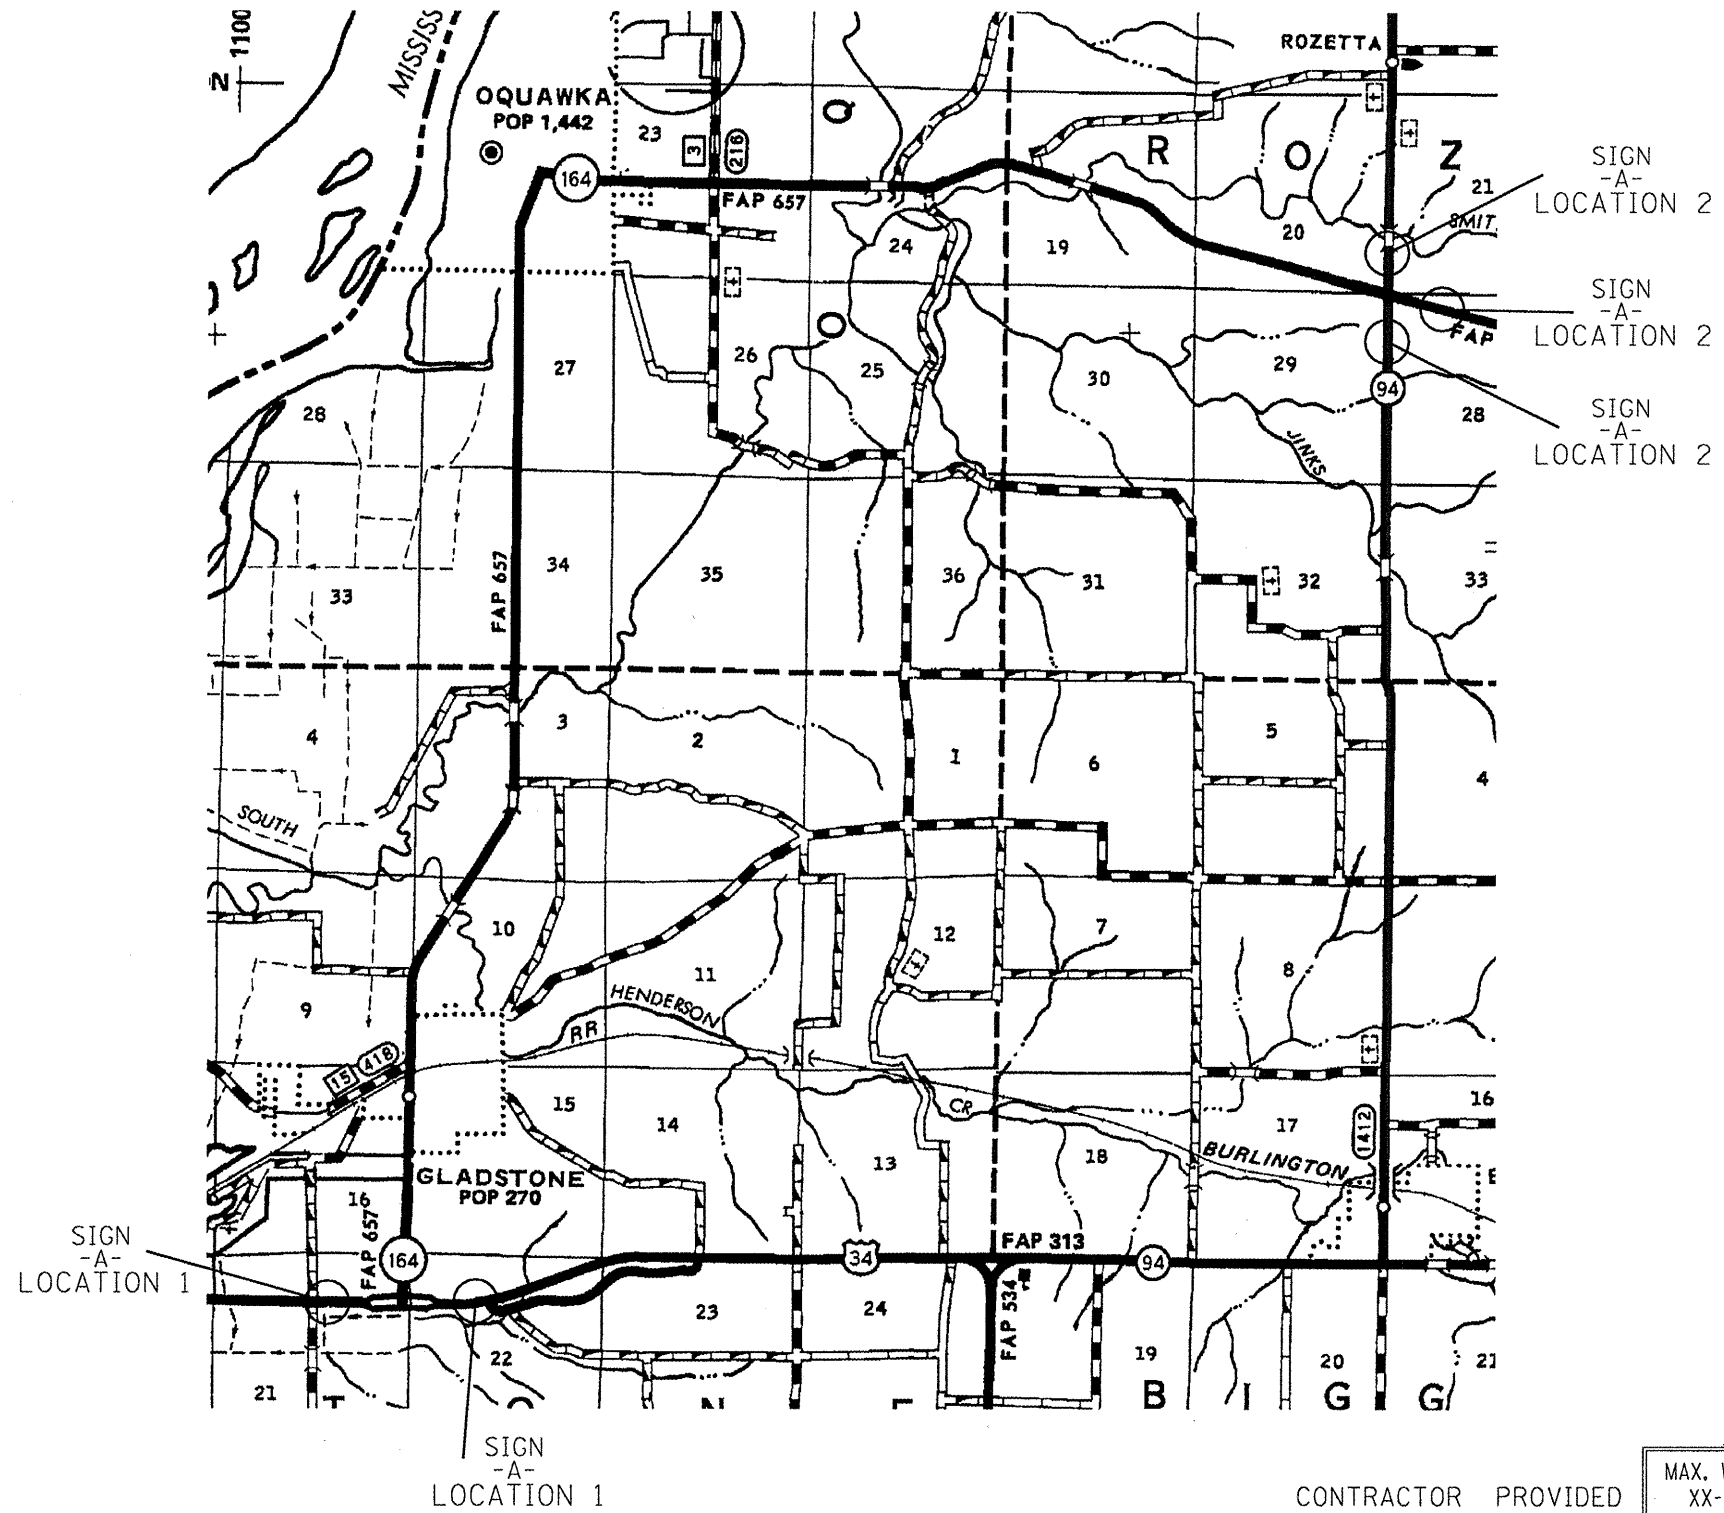 1100
N
MISSISS
OQUAWKA
POP 1,442
23
3
216
Q
ROZETTA
R
O
Z
21
SIGN
-A-
LOCATION 2
164
FAP 657
SMIT
24
19
20
SIGN
-A-
LOCATION 2
FAP
O
27
26
25
30
29
94
28
28
SIGN
-A-
LOCATION 2
JINKS
FAP 657
34
35
36
31
32
33
33
4
3
2
1
6
5
4
SOUTH
10
11
12
7
8
9
HENDERSON
RR
15
418
15
14
13
CR
18
17
16
1412
BURLINGTON
GLADSTONE
POP 270
16
FAP 657
164
34
FAP 313
94
SIGN
-A-
LOCATION 1
FAP 534
23
24
22
21
19
20
21
T
O
N
E
B
I
G
G
SIGN
-A-
LOCATION 1
CONTRACTOR PROVIDED
MAX. W
XX-